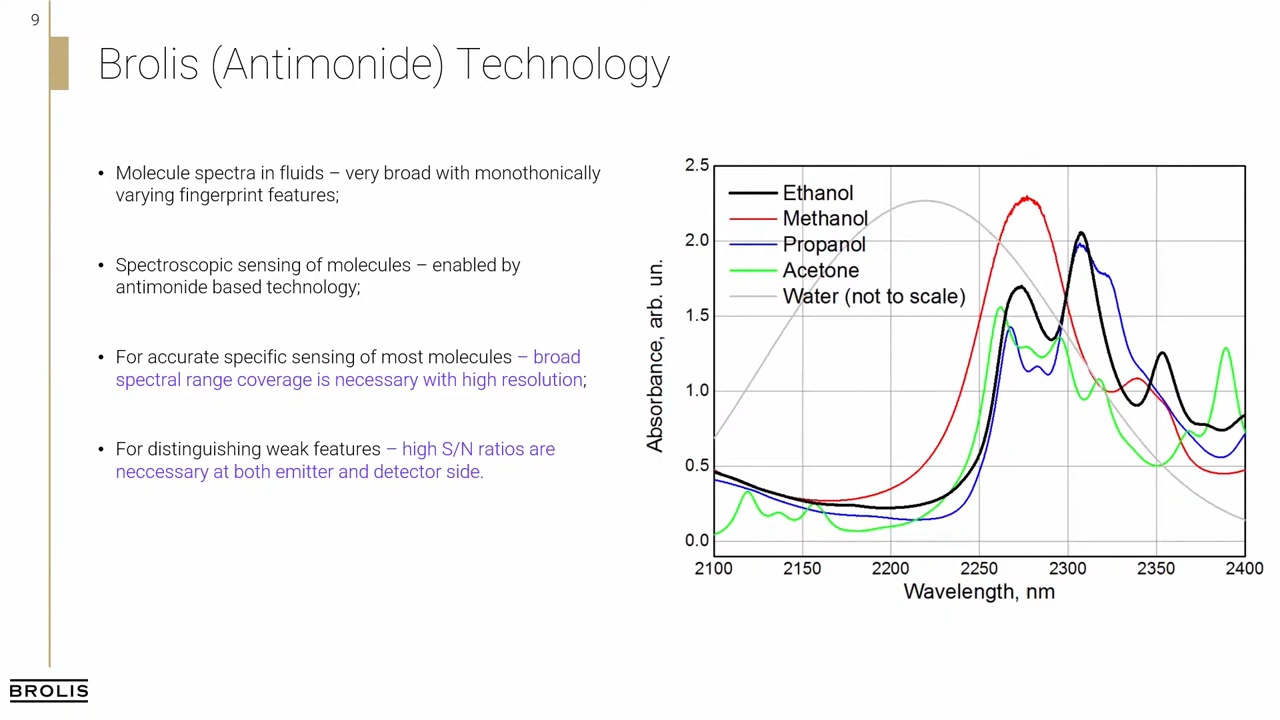 9
Brolis (Antimonide) Technology
• Molecule spectra in fluids – very broad with monothonically
varying fingerprint features;
• Spectroscopic sensing of molecules – enabled by
antimonide based technology;
• For accurate specific sensing of most molecules – broad
spectral range coverage is necessary with high resolution;
• For distinguishing weak features – high S/N ratios are
neccessary at both emitter and detector side.
2.5
2.0
1.5
1.0
0.5
0.0
Absorbance, arb. un.
Ethanol
Methanol
Propanol
Acetone
Water (not to scale)
2100 2150 2200 2250 2300 2350 2400
Wavelength, nm
BROLIS